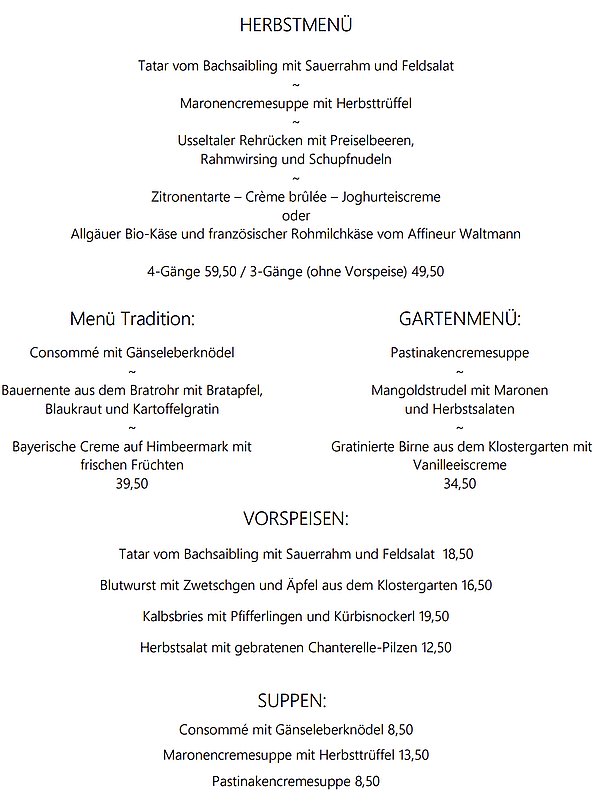 HERBSTMENÜ
Tatar vom Bachsaibling mit Sauerrahm und Feldsalat
~
Maronencremesuppe mit Herbsttrüffel
~
Usseltaler Rehrücken mit Preiselbeeren,
Rahmwirsing und Schupfnudeln
~
Zitronentarte – Crème brûlée – Joghurteiscreme
oder
Allgäuer Bio-Käse und französischer Rohmilchkäse vom Affineur Waltmann
4-Gänge 59,50 / 3-Gänge (ohne Vorspeise) 49,50
Menü Tradition:
Consommé mit Gänseleberknödel
~
Bauernente aus dem Bratrohr mit Bratapfel,
Blaukraut und Kartoffelgratin
~
Bayerische Creme auf Himbeermark mit
frischen Früchten
39,50
GARTENMENÜ:
Pastinakencremesuppe
~
Mangoldstrudel mit Maronen
und Herbstsalaten
~
Gratinierte Birne aus dem Klostergarten mit
Vanilleeiscreme
34,50
VORSPEISEN:
Tatar vom Bachsaibling mit Sauerrahm und Feldsalat 18,50
Blutwurst mit Zwetschgen und Äpfel aus dem Klostergarten 16,50
Kalbsbries mit Pfifferlingen und Kürbisnockerl 19,50
Herbstsalat mit gebratenen Chanterelle-Pilzen 12,50
SUPPEN:
Consommé mit Gänseleberknödel 8,50
Maronencremesuppe mit Herbsttrüffel 13,50
Pastinakencremesuppe 8,50